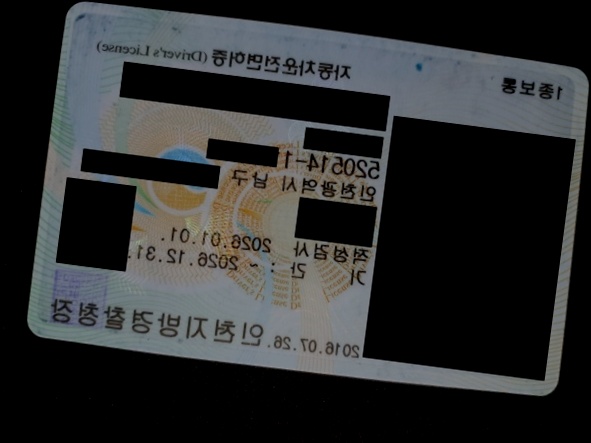 1종보통
자동차운전면허증 (Driver's License)
520514-1
인천광역시 남구
적성검사 2026.01.01.
기 간 : ~ 2026.12.31.
2016.07.26. 인천지방경찰청장